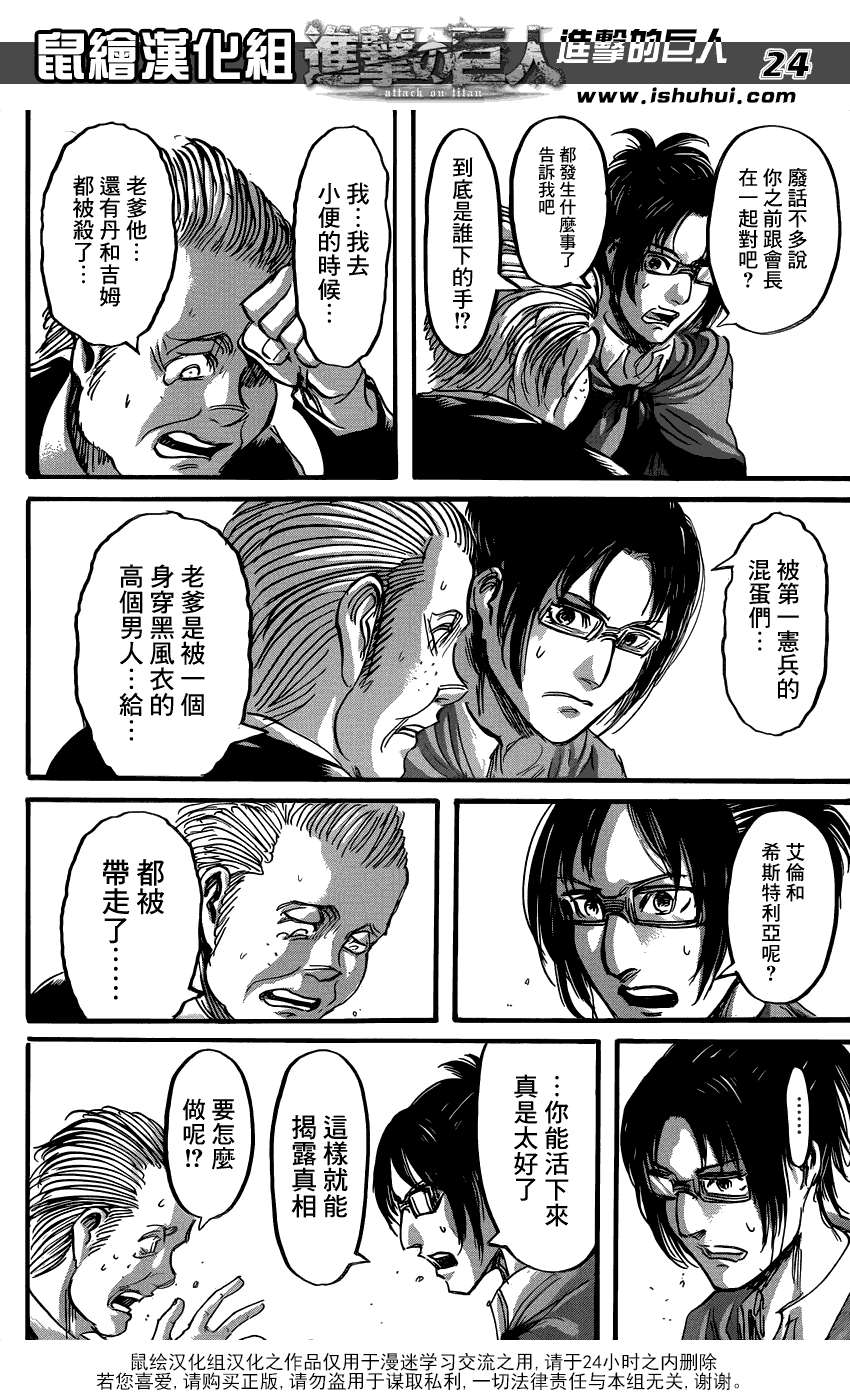 鼠繪漢化組
進撃の巨人
attack on titan
進擊的巨人
24
www.ishuhui.com
廢話不多說
你之前跟會長
在一起對吧?
都發生什麼事了
告訴我吧
到底是誰下的手!?
我…我去
小便的時候…
老爹他…
還有丹和吉姆
都被殺了…
被第一憲兵的
混蛋們…
老爹是被一個
身穿黑風衣的
高個男人…給…
艾倫和
希斯特利亞呢?
都被
帶走了……
……
…你能活下來
真是太好了
這樣就能
揭露真相
要怎麼
做呢!?
鼠绘汉化组汉化之作品仅用于漫迷学习交流之用, 请于24小时之内删除
若您喜爱, 请购买正版, 请勿盗用于谋取私利, 一切法律责任与本组无关, 谢谢.